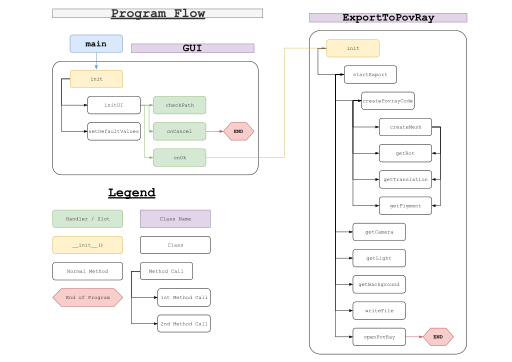 Program Flow
main
GUI
init
initUI
checkPath
setDefaultValues
onCancel
END
onOk
Legend
Handler / Slot
Class Name
__init__()
Class
Normal Method
Method Call
End of Program
1st Method Call
2nd Method Call
ExportToPovRay
init
startExport
createPovrayCode
createMesh
getRot
getTranslation
getPigment
getCamera
getLight
getBackground
writeFile
openPovRay
END